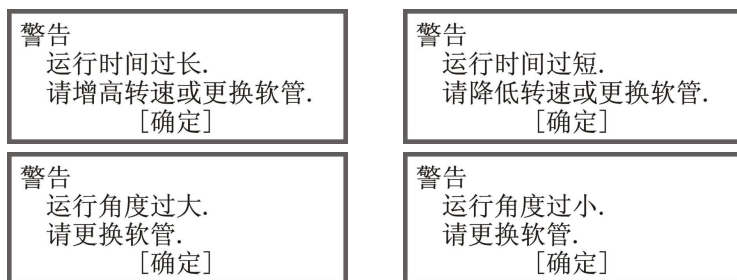 警告
运行时间过长.
请增高转速或更换软管.
[确定]
警告
运行时间过短.
请降低转速或更换软管.
[确定]
警告
运行角度过大.
请更换软管.
[确定]
警告
运行角度过小.
请更换软管.
[确定]